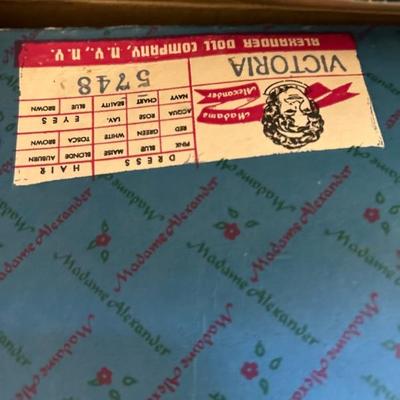 Madame
Alexander
VICTORIA
DRESS HAIR
PINK BLUE MAISE BLONDE AUBURN
RED GREEN WHITE TOSCA BROWN
AQUA ROSE LAV. EYES
NAVY CHART BEAUTY BLUE BROWN
5748
ALEXANDER DOLL COMPANY, N.Y., N.Y.
Madame Alexander
Madame Alexander
Madame Alexander
Madame Alexander
Madame Alexander
Madame Alexander